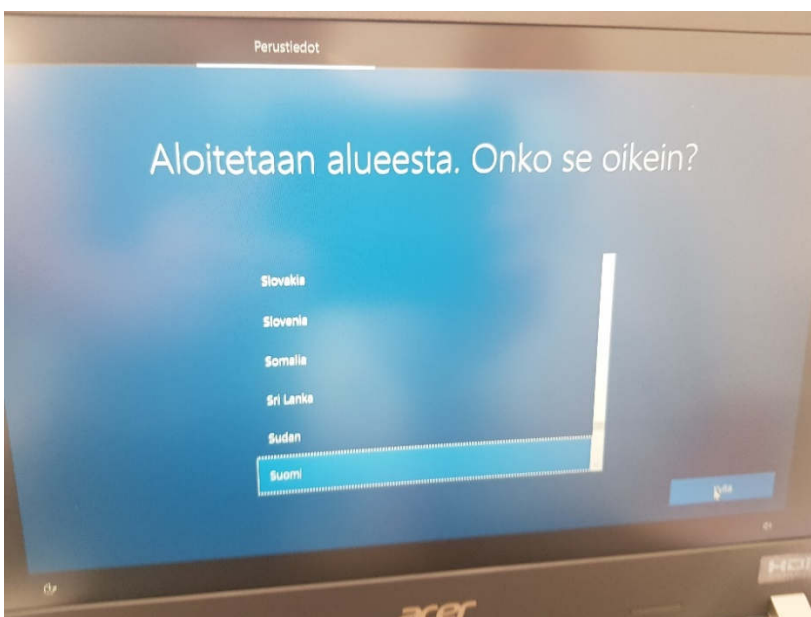 Perustiedot
Aloitetaan alueesta. Onko se oikein?
Slovakia
Slovenia
Somalia
Sri Lanka
Sudan
Suomi
acer